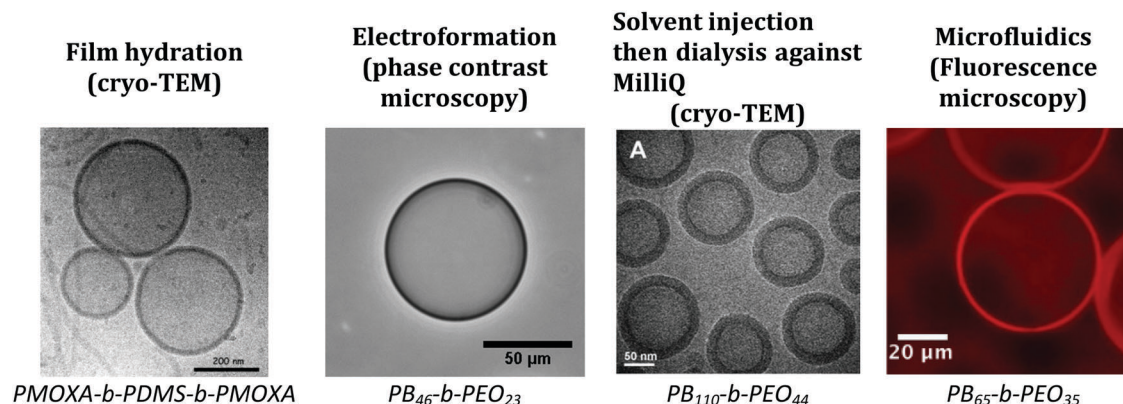 Film hydration
(cryo-TEM)
200 nm
PMOXA-b-PDMS-b-PMOXA
Electroformation
(phase contrast
microscopy)
50 µm
PB46-b-PEO23
Solvent injection
then dialysis against
MilliQ
(cryo-TEM)
A
50 nm
PB110-b-PEO44
Microfluidics
(Fluorescence
microscopy)
20 µm
PB65-b-PEO35